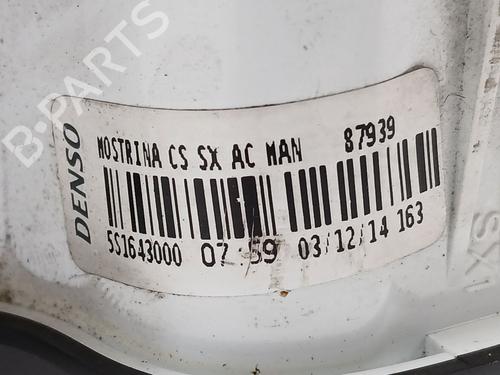 B-PARTS
DENSO
MOSTRINA CS SX AC MAN 87939
5S1643000 07:59 03/12/14 163